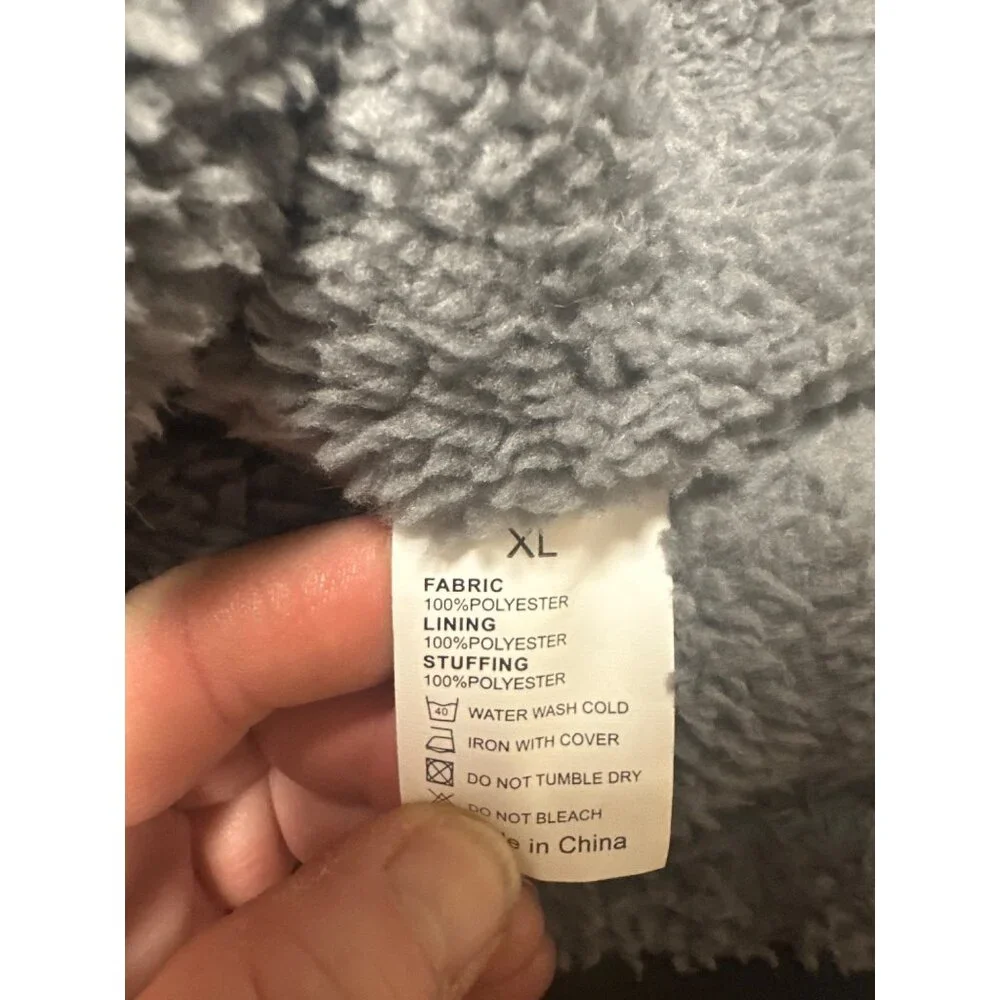 XL
FABRIC
100%POLYESTER
LINING
100%POLYESTER
STUFFING
100%POLYESTER
40 WATER WASH COLD
IRON WITH COVER
DO NOT TUMBLE DRY
DO NOT BLEACH
in China